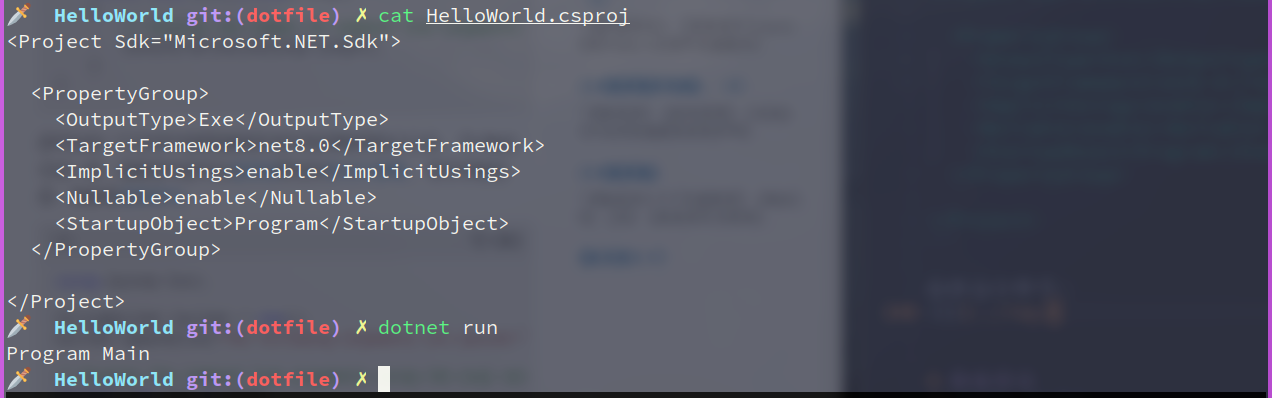 HelloWorld git:(dotfile) ✗ cat HelloWorld.csproj
<Project Sdk="Microsoft.NET.Sdk">
  <PropertyGroup>
    <OutputType>Exe</OutputType>
    <TargetFramework>net8.0</TargetFramework>
    <ImplicitUsings>enable</ImplicitUsings>
    <Nullable>enable</Nullable>
    <StartupObject>Program</StartupObject>
  </PropertyGroup>
</Project>
HelloWorld git:(dotfile) ✗ dotnet run
Program Main
HelloWorld git:(dotfile) ✗